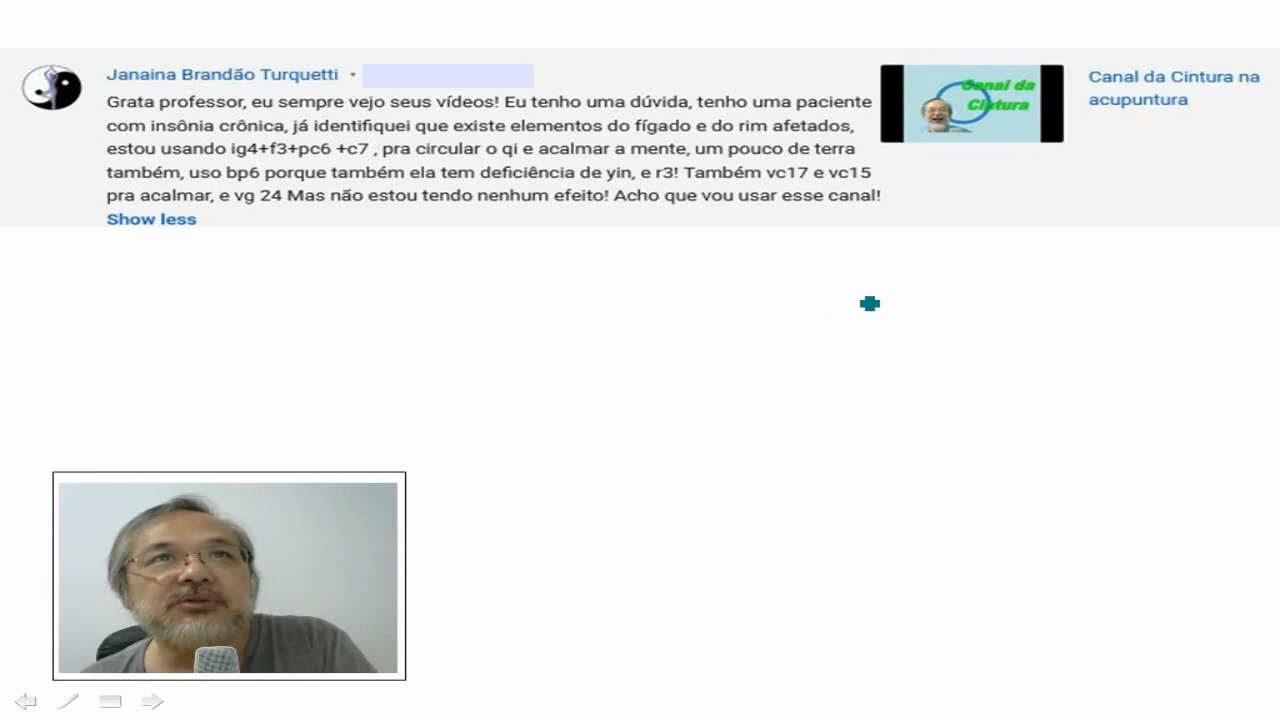 Janaina Brandão Turquetti •
Grata professor, eu sempre vejo seus vídeos! Eu tenho uma dúvida, tenho uma paciente
com insônia crônica, já identifiquei que existe elementos do fígado e do rim afetados,
estou usando ig4+f3+pc6 +c7 , pra circular o qi e acalmar a mente, um pouco de terra
também, uso bp6 porque também ela tem deficiência de yin, e r3! Também vc17 e vc15
pra acalmar, e vg 24 Mas não estou tendo nenhum efeito! Acho que vou usar esse canal!
Show less
Canal da
Cintura
Canal da Cintura na
acupuntura